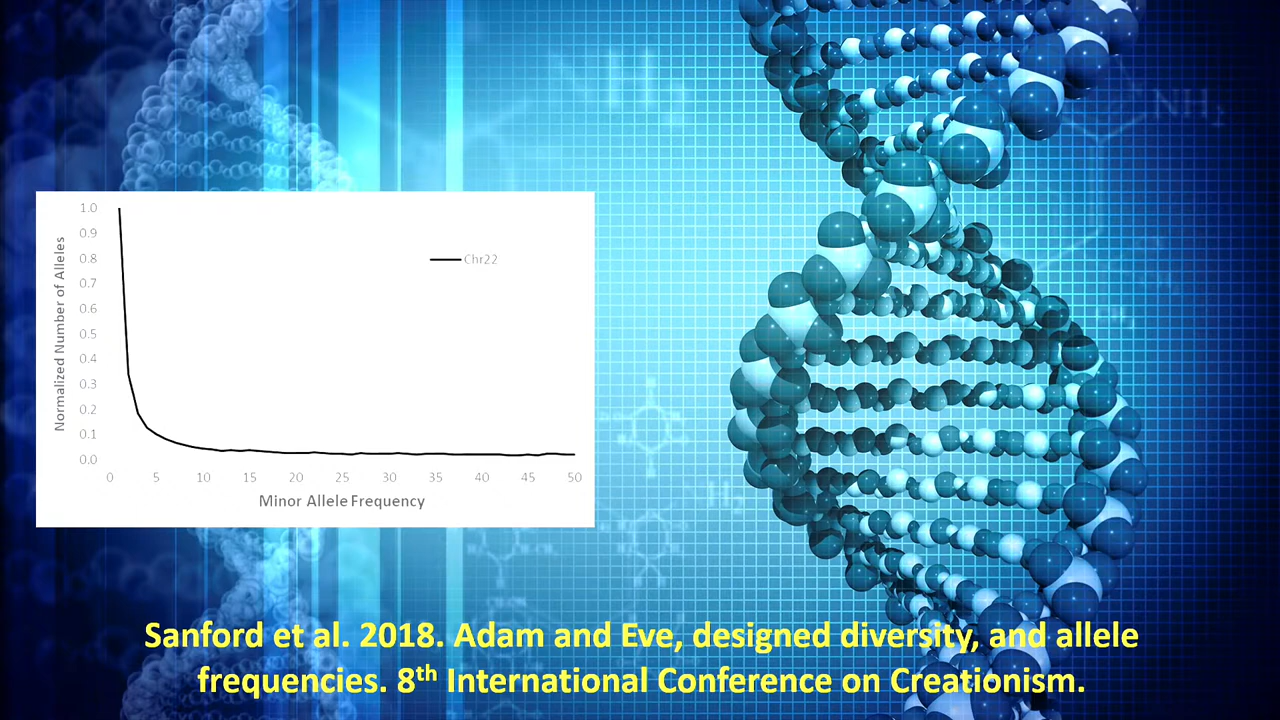 1.0
0.9
0.8
0.7
0.6
0.5
0.4
0.3
0.2
0.1
0.0
Normalized Number of Alleles
Chr22
0 5 10 15 20 25 30 35 40 45 50
Minor Allele Frequency
H
NH₂
H₂
Sanford et al. 2018. Adam and Eve, designed diversity, and allele
frequencies. 8th International Conference on Creationism.